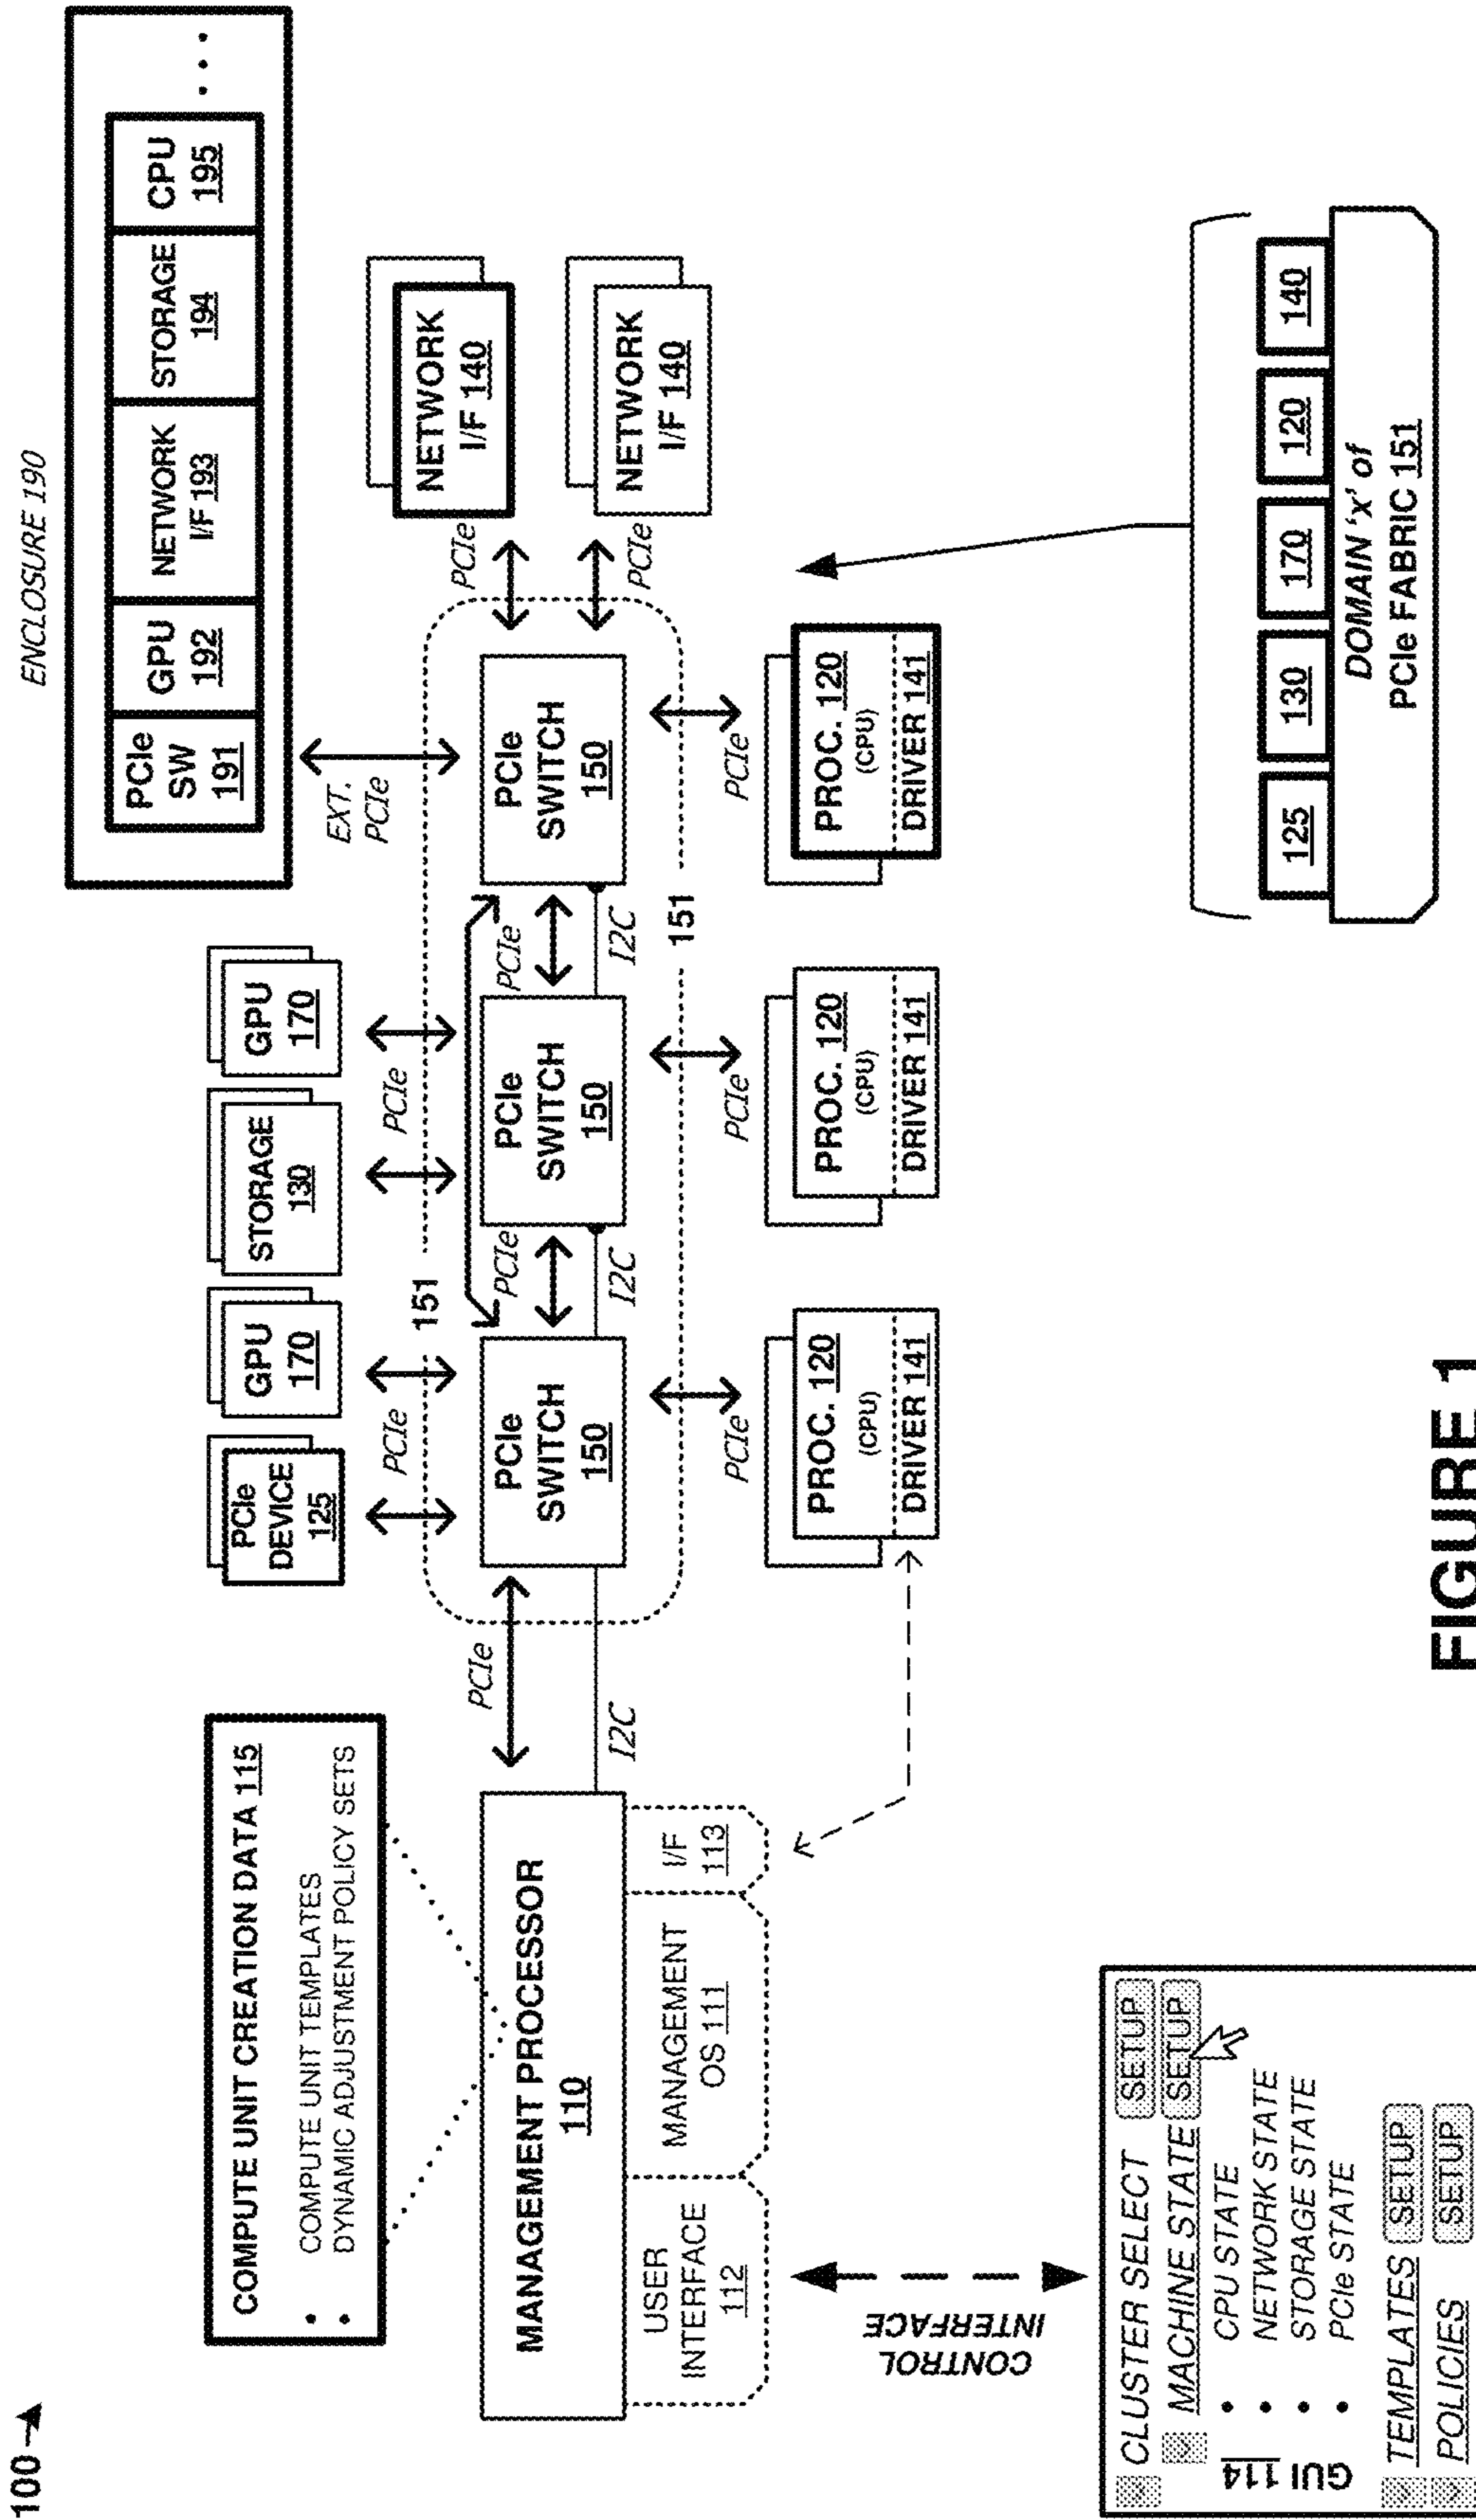 100
COMPUTE UNIT CREATION DATA 115
• COMPUTE UNIT TEMPLATES
• DYNAMIC ADJUSTMENT POLICY SETS
MANAGEMENT PROCESSOR
110
USER
INTERFACE
112
MANAGEMENT
OS 111
I/F
113
CONTROL
INTERFACE
CLUSTER SELECT SETUP
MACHINE STATE SETUP
• CPU STATE
• NETWORK STATE
• STORAGE STATE
• PCIe STATE
GUI 114
TEMPLATES SETUP
POLICIES SETUP
PCIe
I2C
PCIe
DEVICE
125
GPU
170
STORAGE
130
GPU
170
PCIe
PCIe
151
PCIe
SWITCH
150
PCIe
I2C
PCIe
SWITCH
150
PCIe
I2C
PCIe
SWITCH
150
151
PCIe
PROC. 120
(CPU)
DRIVER 141
PCIe
PROC. 120
(CPU)
DRIVER 141
PCIe
PROC. 120
(CPU)
DRIVER 141
EXT.
PCIe
ENCLOSURE 190
PCIe
SW
191
GPU
192
NETWORK
I/F 193
STORAGE
194
CPU
195
• • •
PCIe
NETWORK
I/F 140
PCIe
NETWORK
I/F 140
125
130
170
120
140
DOMAIN 'x' of
PCIe FABRIC 151
FIGURE 1